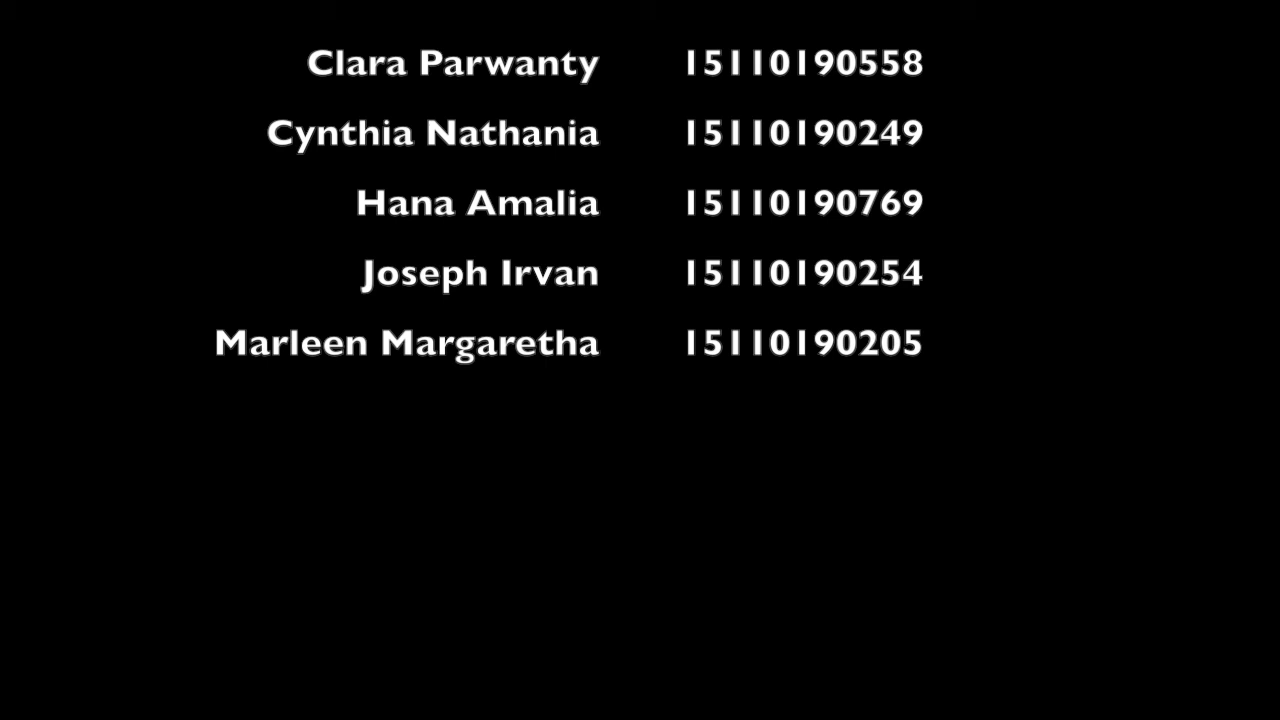 Clara Parwanty 15110190558
Cynthia Nathania 15110190249
Hana Amalia 15110190769
Joseph Irvan 15110190254
Marleen Margaretha 15110190205